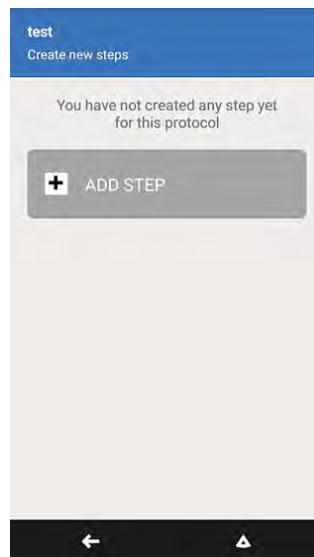 test
Create new steps
You have not created any step yet
for this protocol
ADD STEP